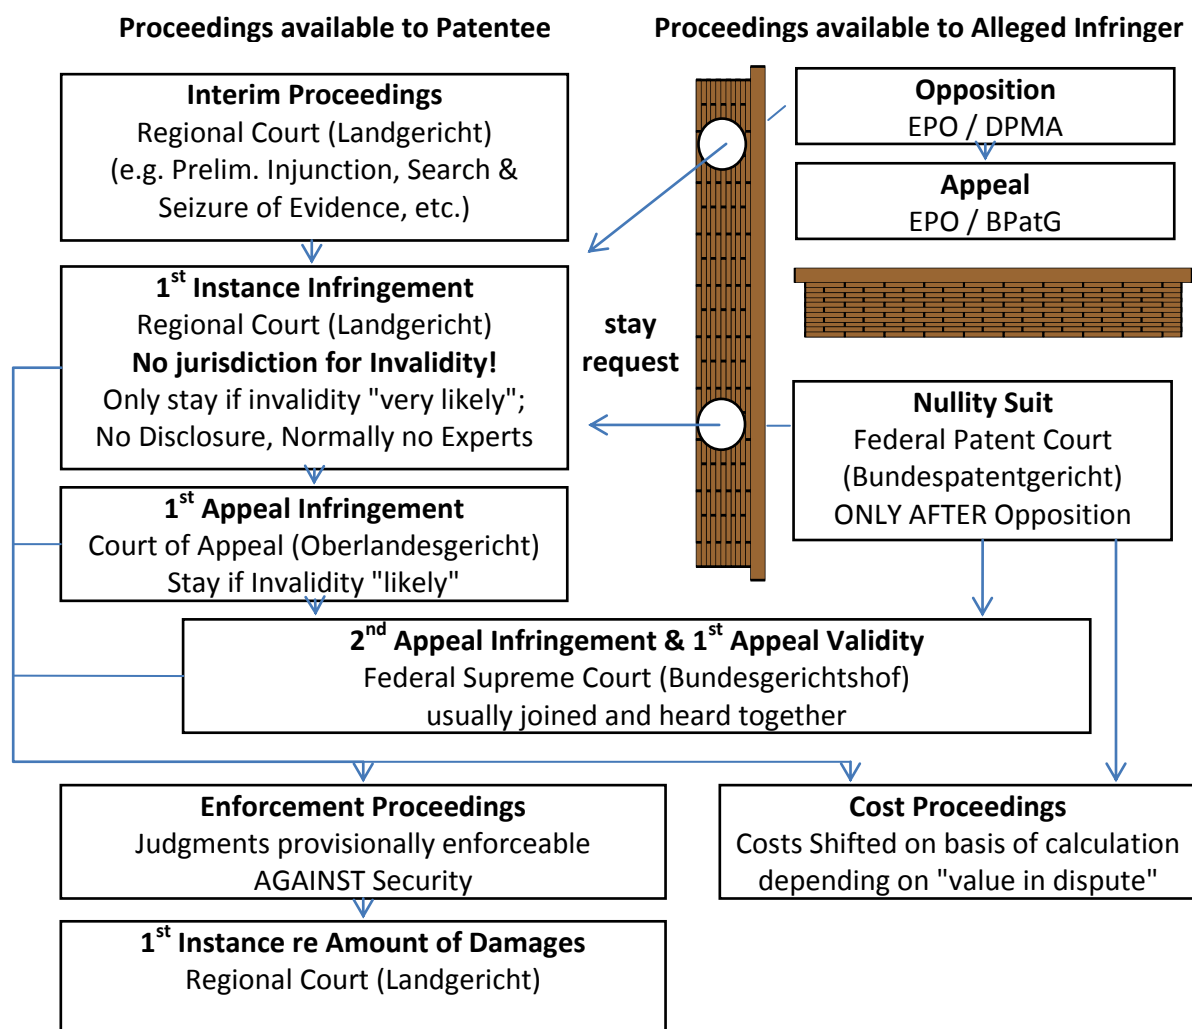 Proceedings available to Patentee
Proceedings available to Alleged Infringer
Interim Proceedings
Regional Court (Landgericht)
(e.g. Prelim. Injunction, Search &
Seizure of Evidence, etc.)
Opposition
EPO / DPMA
Appeal
EPO / BPatG
1st Instance Infringement
Regional Court (Landgericht)
No jurisdiction for Invalidity!
Only stay if invalidity "very likely";
No Disclosure, Normally no Experts
stay
request
Nullity Suit
Federal Patent Court
(Bundespatentgericht)
ONLY AFTER Opposition
1st Appeal Infringement
Court of Appeal (Oberlandesgericht)
Stay if Invalidity "likely"
2nd Appeal Infringement & 1st Appeal Validity
Federal Supreme Court (Bundesgerichtshof)
usually joined and heard together
Enforcement Proceedings
Judgments provisionally enforceable
AGAINST Security
Cost Proceedings
Costs Shifted on basis of calculation
depending on "value in dispute"
1st Instance re Amount of Damages
Regional Court (Landgericht)